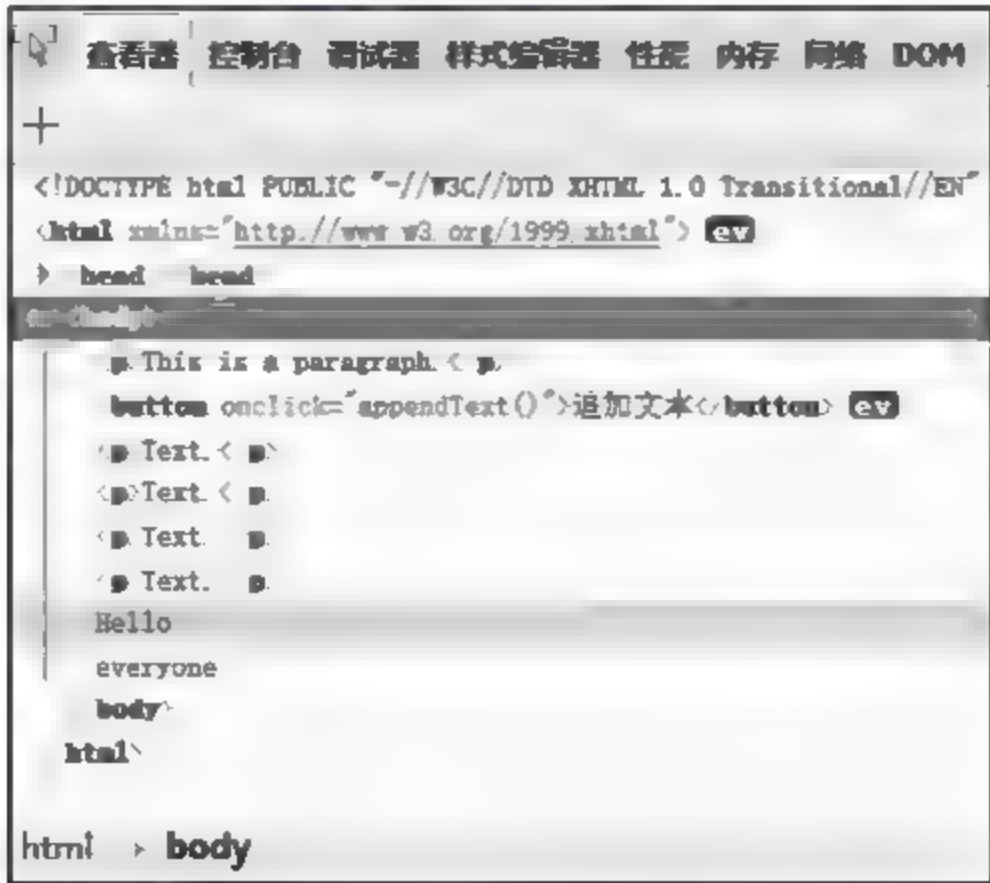 查看器 控制台 调试器 样式编辑器 性能 内存 网络 DOM
+
<!DOCTYPE html PUBLIC "-//W3C//DTD XHTML 1.0 Transitional//EN"
<html xmlns="http://www.w3.org/1999/xhtml"> ev
head head
<body>
p This is a paragraph. < p
button onclick="appendText()">追加文本</button> ev
<p Text. < p>
<p>Text. < p
<p Text. p
<p Text. p
Hello
everyone
body>
html>
html > body